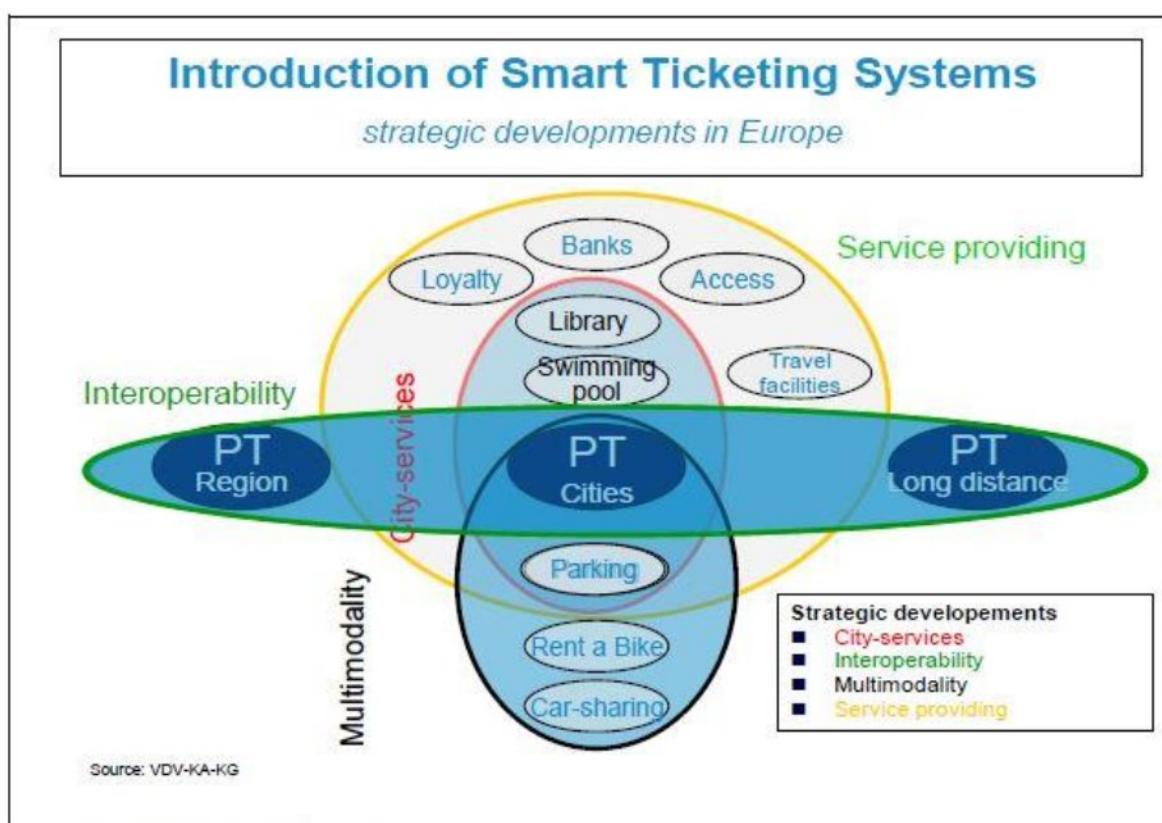 Introduction of Smart Ticketing Systems
strategic developments in Europe
Banks
Service providing
Loyalty
Access
Library
Swimming
pool
Travel
facilities
Interoperability
City-services
PT
Region
PT
Cities
PT
Long distance
Parking
Multimodality
Rent a Bike
Car-sharing
Strategic developements
City-services
Interoperability
Multimodality
Service providing
Source: VDV-KA-KG